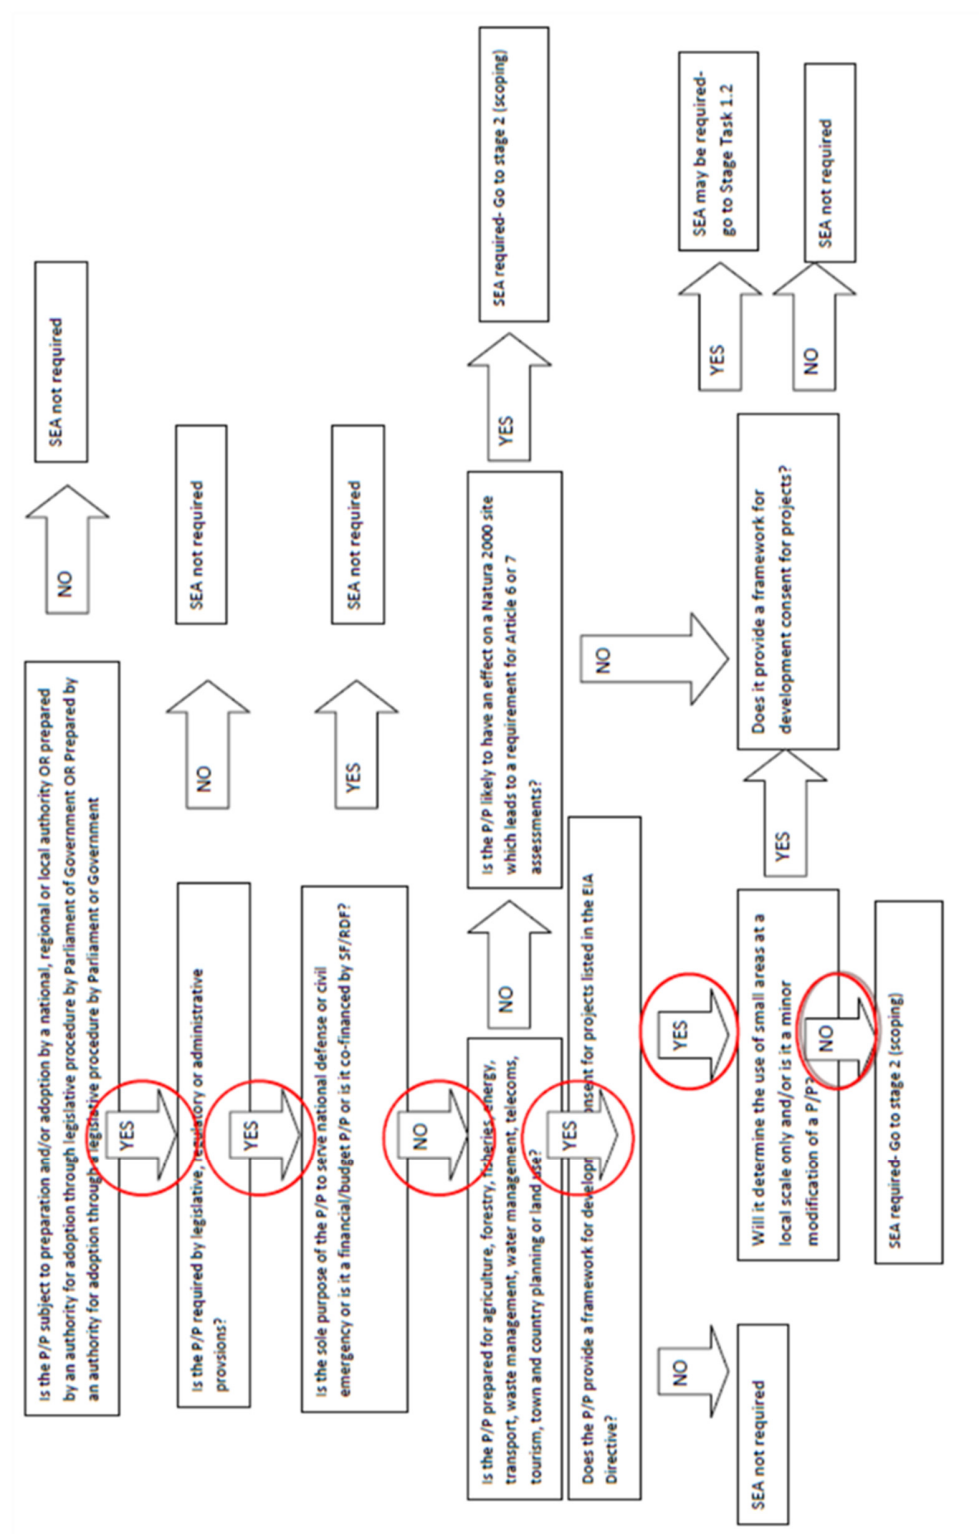 Is the P/P subject to preparation and/or adoption by a national, regional or local authority OR prepared
by an authority for adoption through legislative procedure by Parliament of Government OR Prepared by
an authority for adoption through a legislative procedure by Parliament or Government
NO
SEA not required
YES
Is the P/P required by legislative, regulatory or administrative
provsions?
NO
SEA not required
YES
Is the sole purpose of the P/P to serve national defense or civil
emergency or is it a financial/budget P/P or is it co-financed by SF/RDF?
YES
SEA not required
NO
Is the P/P prepared for agriculture, forestry, fisheries, energy,
transport, waste management, water management, telecoms,
tourism, town and country planning or land use?
NO
Is the P/P likely to have an effect on a Natura 2000 site
which leads to a requirement for Article 6 or 7
assessments?
YES
SEA required- Go to stage 2 (scoping)
YES
Does the P/P provide a framework for development consent for projects listed in the EIA
Directive?
NO
YES
NO
SEA not required
Will it determine the use of small areas at a
local scale only and/or is it a minor
modification of a P/P?
YES
Does it provide a framework for
development consent for projects?
YES
SEA may be required-
go to Stage Task 1.2
NO
SEA not required
NO
SEA required- Go to stage 2 (scoping)